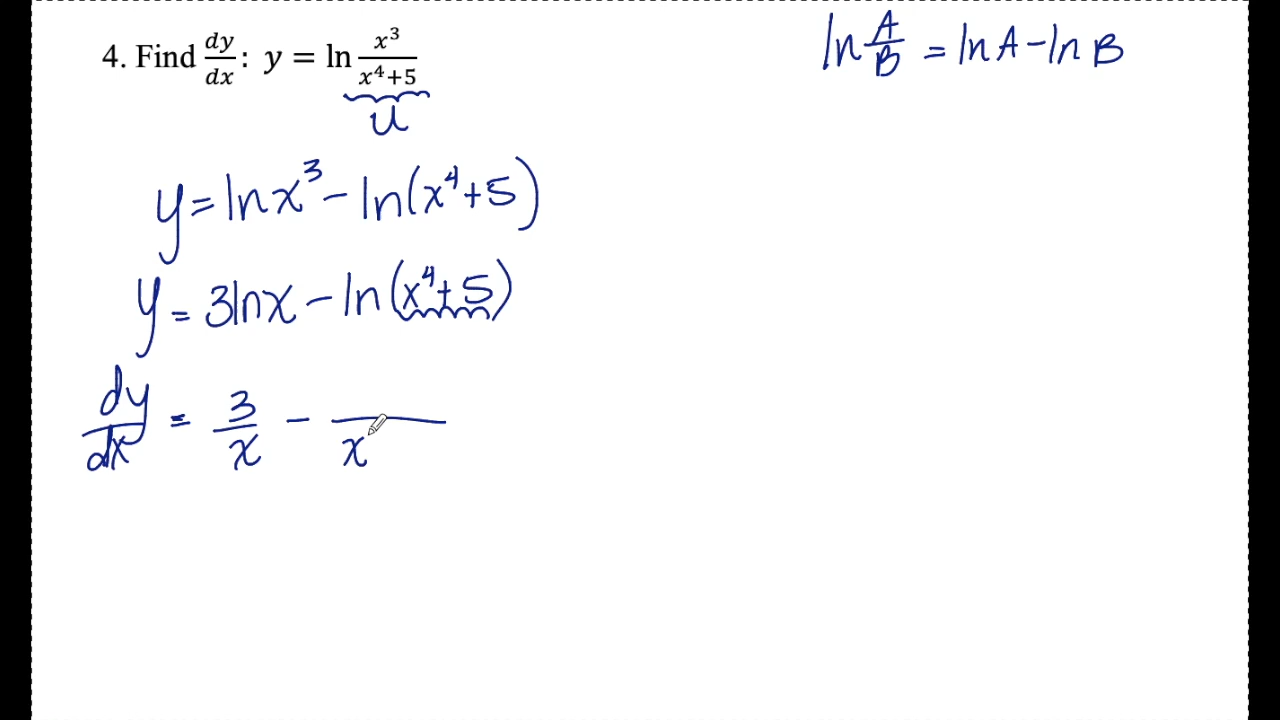 4. Find dy/dx : y = ln x³/(x⁴+5)
ln A/B = ln A - ln B
u
y = ln x³ - ln(x⁴+5)
y = 3lnx - ln(x⁴+5)
dy/dx = 3/x - /x